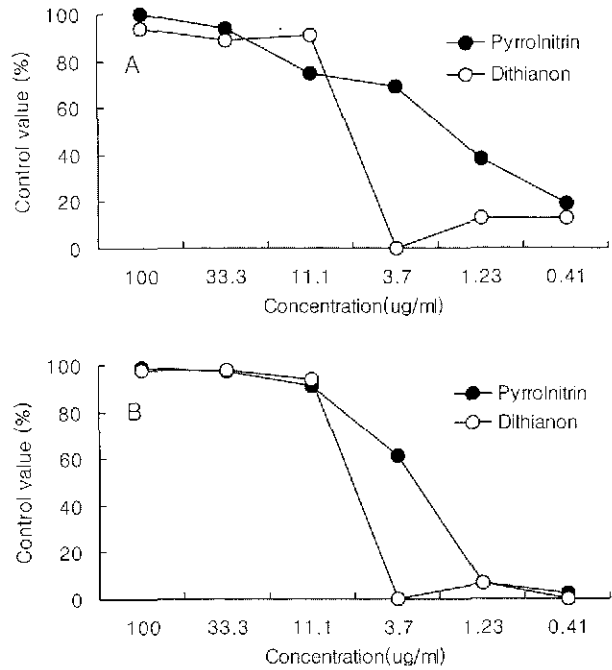 100
80
60
40
20
0
Control value (%)
A
Pyrrolnitrin
Dithianon
100 33.3 11.1 3.7 1.23 0.41
Concentration(ug/ml)
100
80
60
40
20
0
Control value (%)
B
Pyrrolnitrin
Dithianon
100 33.3 11.1 3.7 1.23 0.41
Concentration(ug/ml)